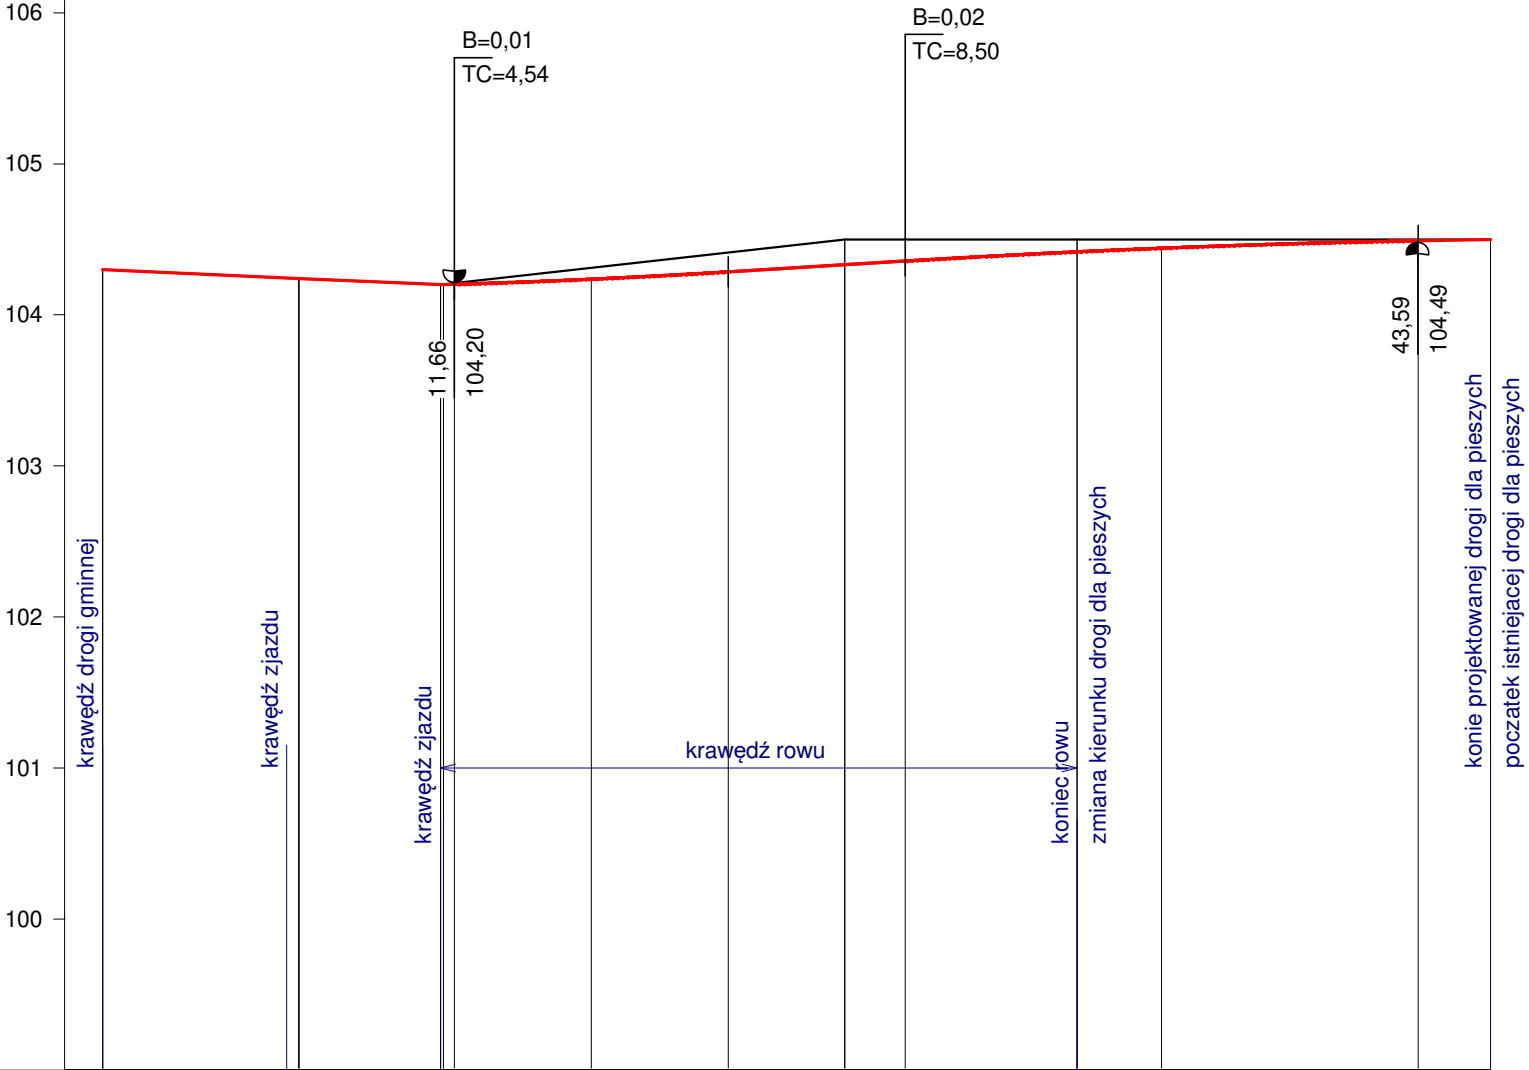 106
B=0,01
TC=4,54
B=0,02
TC=8,50
105
104
11,66
104,20
43,59
104,49
103
102
101
100
krawędź drogi gminnej
krawędź zjazdu
krawędź zjazdu
krawędź rowu
koniec rowu
zmiana kierunku drogi dla pieszych
konie projektowanej drogi dla pieszych
poczatek istniejacej drogi dla pieszych